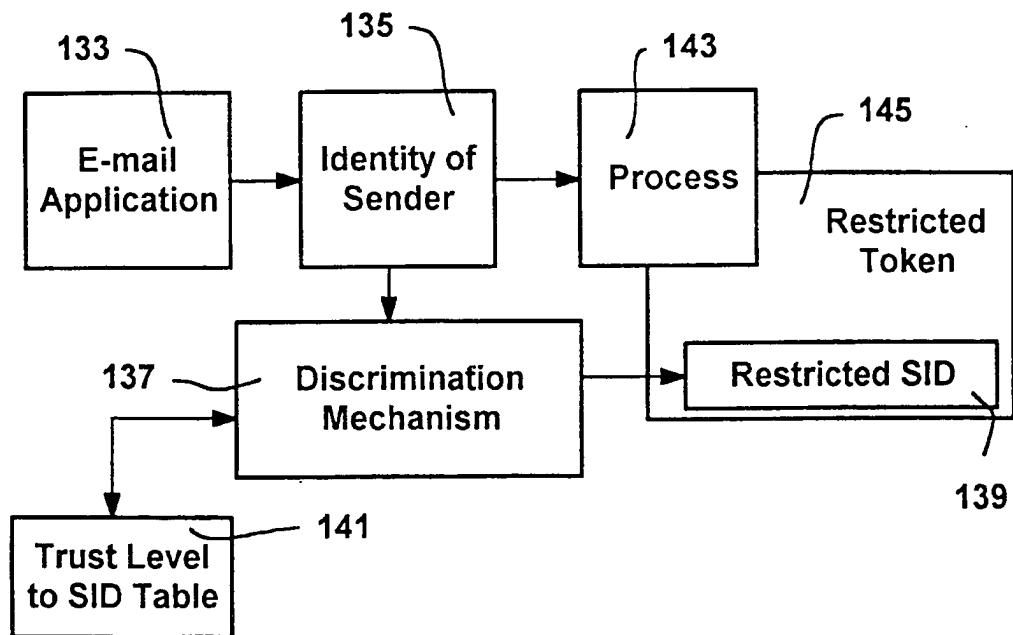 133
135
143
145
E-mail
Application
Identity of
Sender
Process
Restricted
Token
137
Discrimination
Mechanism
Restricted SID
139
141
Trust Level
to SID Table